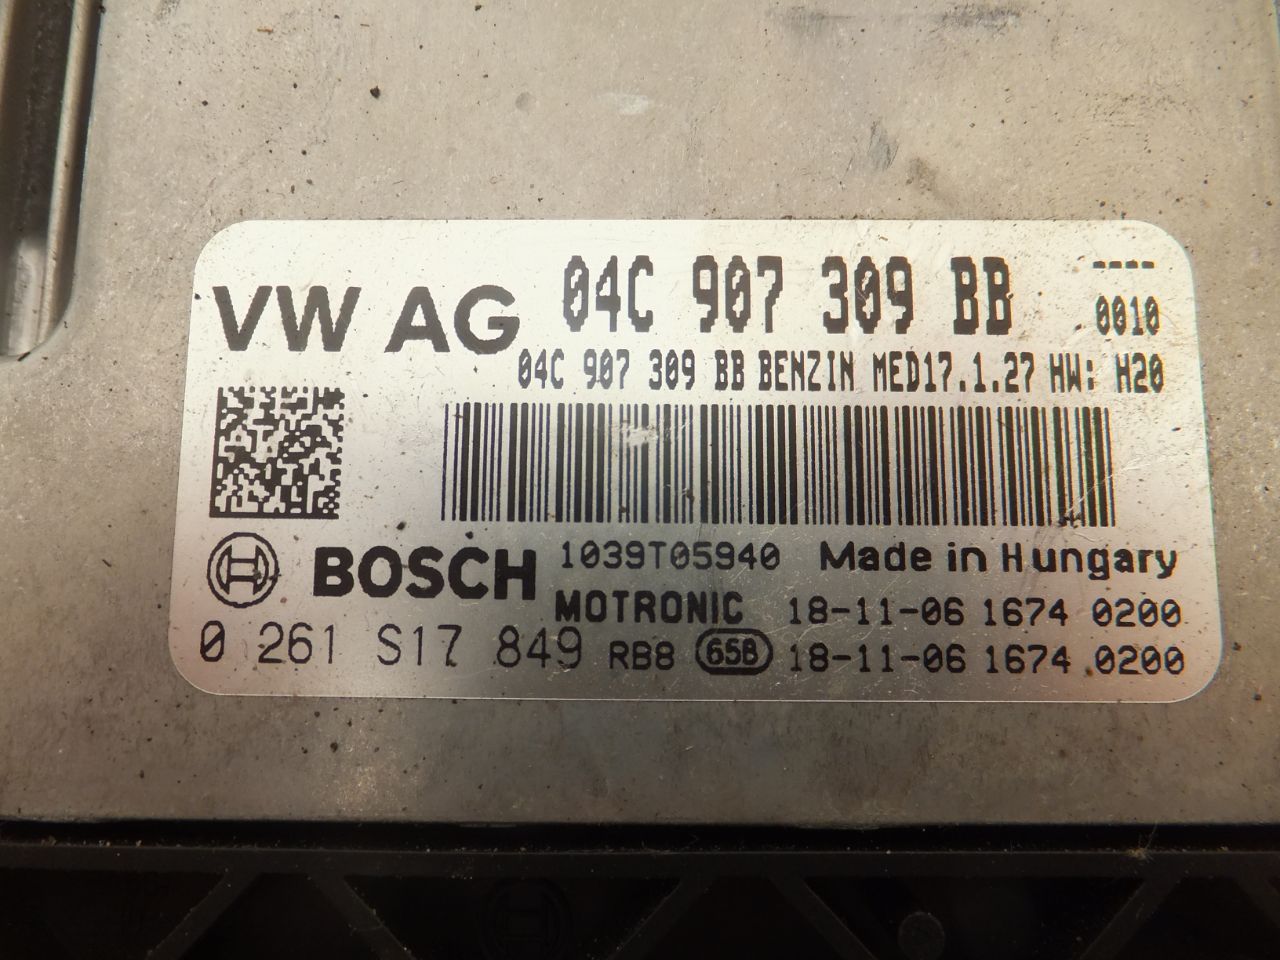 VW AG 04C 907 309 BB ----
0010
04C 907 309 BB BENZIN MED17.1.27 HW: H20
BOSCH 1039T05940 Made in Hungary
MOTRONIC 18-11-06 1674 0200
0 261 S17 849 RB8 65B 18-11-06 1674 0200